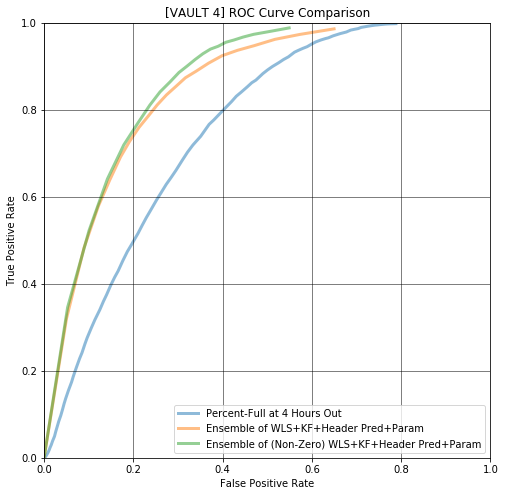 [VAULT 4] ROC Curve Comparison
True Positive Rate
1.0
0.8
0.6
0.4
0.2
0.0
0.0 0.2 0.4 0.6 0.8 1.0
False Positive Rate
Percent-Full at 4 Hours Out
Ensemble of WLS+KF+Header Pred+Param
Ensemble of (Non-Zero) WLS+KF+Header Pred+Param